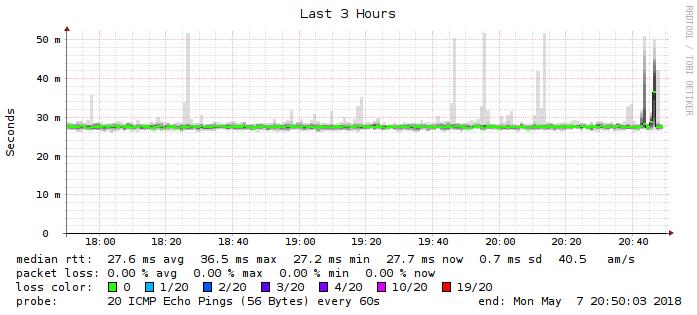 Last 3 Hours
RRDTOOL / TOBI OETIKER
Seconds
50 m
40 m
30 m
20 m
10 m
0
18:00 18:20 18:40 19:00 19:20 19:40 20:00 20:20 20:40
median rtt: 27.6 ms avg 36.5 ms max 27.2 ms min 27.7 ms now 0.7 ms sd 40.5 am/s
packet loss: 0.00 % avg 0.00 % max 0.00 % min 0.00 % now
loss color: 0 1/20 2/20 3/20 4/20 10/20 19/20
probe: 20 ICMP Echo Pings (56 Bytes) every 60s end: Mon May 7 20:50:03 2018